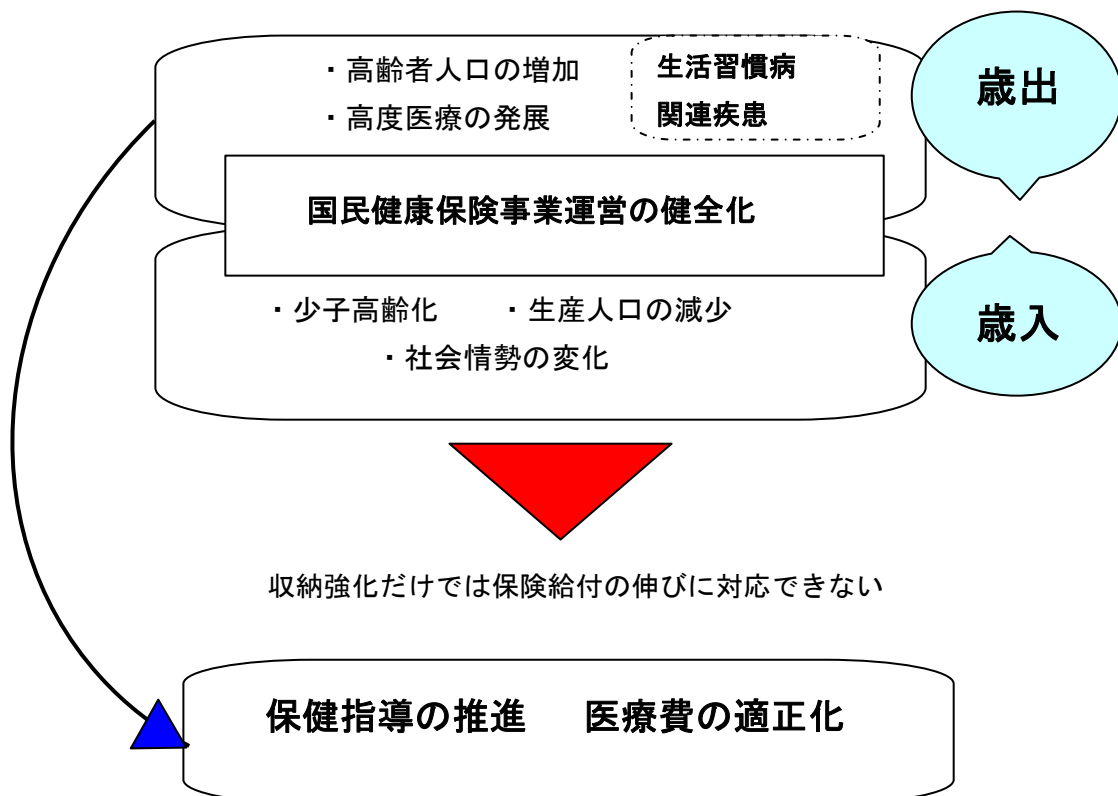 ・高齢者人口の増加
・高度医療の発展
生活習慣病
関連疾患
歳出
国民健康保険事業運営の健全化
・少子高齢化　　・生産人口の減少
・社会情勢の変化
歳入
収納強化だけでは保険給付の伸びに対応できない
保健指導の推進　医療費の適正化